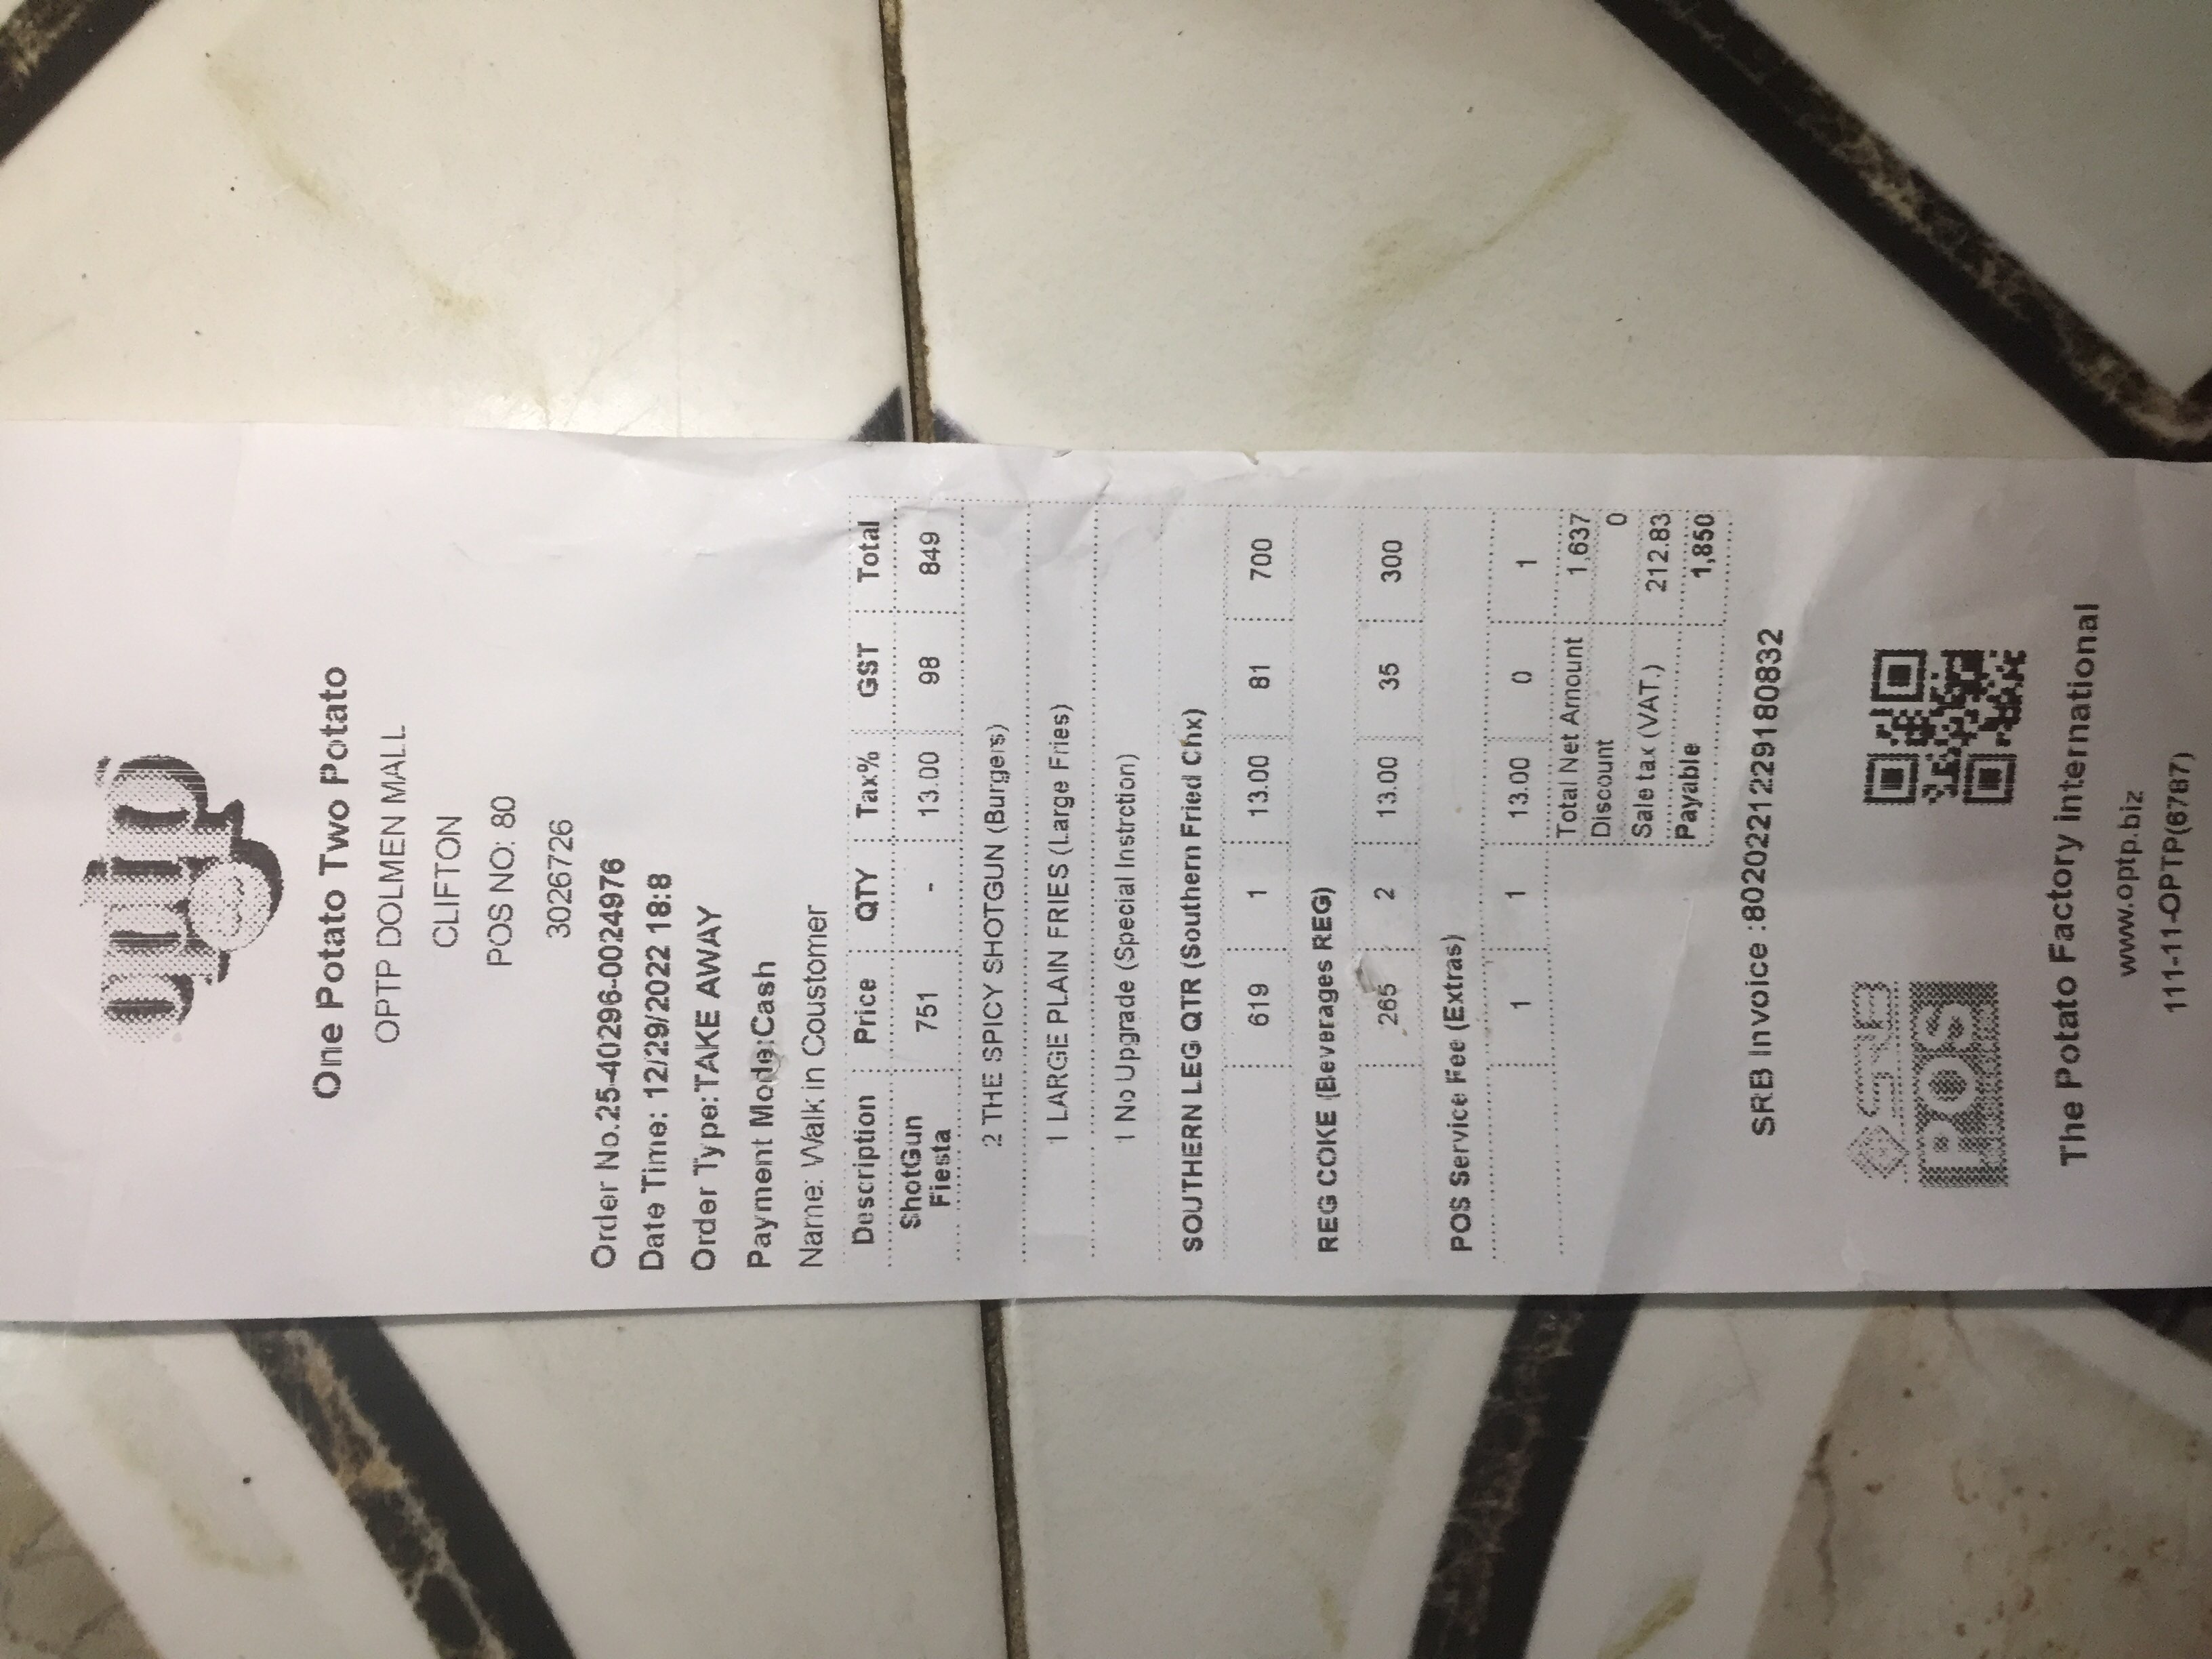 optp
One Potato Two Potato
OPTP DOLMEN MALL
CLIFTON
POS NO: 80
3026726
Order No.25-40296-0024976
Date Time: 12/29/2022 18:8
Order Type:TAKE AWAY
Payment Mode:Cash
Name: Walk in Coustomer
Description Price QTY Tax% GST Total
ShotGun Fiesta 751 - 13.00 98 849
2 THE SPICY SHOTGUN (Burgers)
1 LARGE PLAIN FRIES (Large Fries)
1 No Upgrade (Special Instrction)
SOUTHERN LEG QTR (Southern Fried Chx)
619 1 13.00 81 700
REG COKE (Beverages REG)
265 2 13.00 35 300
POS Service Fee (Extras)
1 1 13.00 0 1
Total Net Amount 1,637
Discount 0
Sale tax (VAT.) 212.83
Payable 1,850
SRB Invoice :8020221229180832
SRB
POS
The Potato Factory international
www.optp.biz
111-11-OPTP(6787)